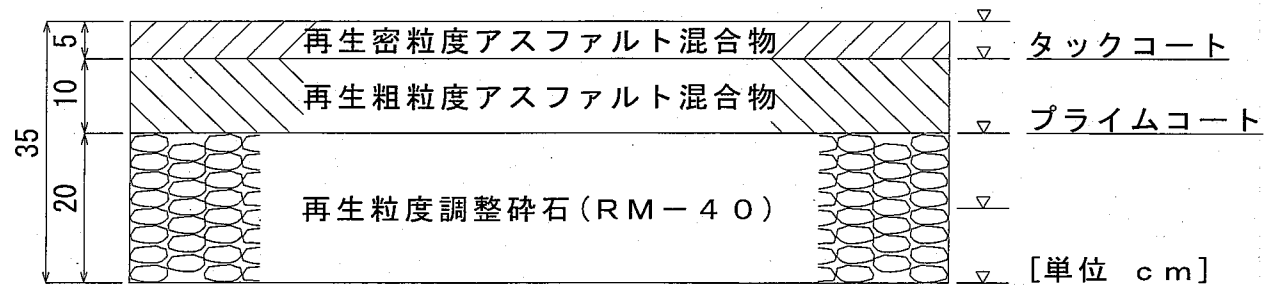 5
再生密粒度アスファルト混合物
タックコート
10
再生粗粒度アスファルト混合物
プライムコート
35
20
再生粒度調整砕石(RM-40)
[単位 cm]